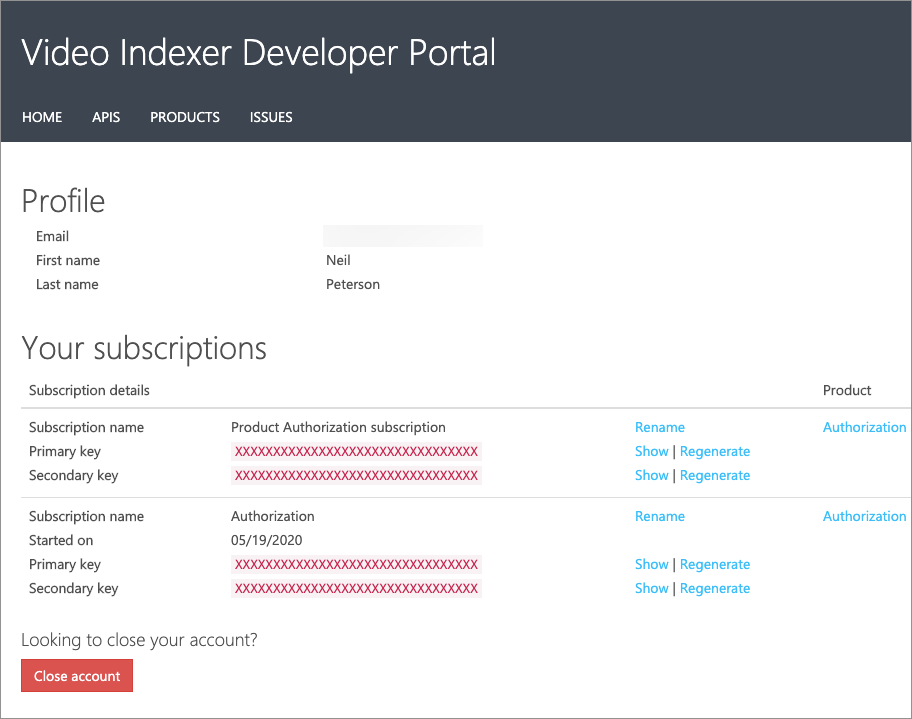 Video Indexer Developer Portal
HOME APIS PRODUCTS ISSUES
Profile
Email
First name Neil
Last name Peterson
Your subscriptions
Subscription details Product
Subscription name Product Authorization subscription Rename Authorization
Primary key XXXXXXXXXXXXXXXXXXXXXXXXXXXXXXXX Show | Regenerate
Secondary key XXXXXXXXXXXXXXXXXXXXXXXXXXXXXXXX Show | Regenerate
Subscription name Authorization Rename Authorization
Started on 05/19/2020
Primary key XXXXXXXXXXXXXXXXXXXXXXXXXXXXXXXX Show | Regenerate
Secondary key XXXXXXXXXXXXXXXXXXXXXXXXXXXXXXXX Show | Regenerate
Looking to close your account?
Close account